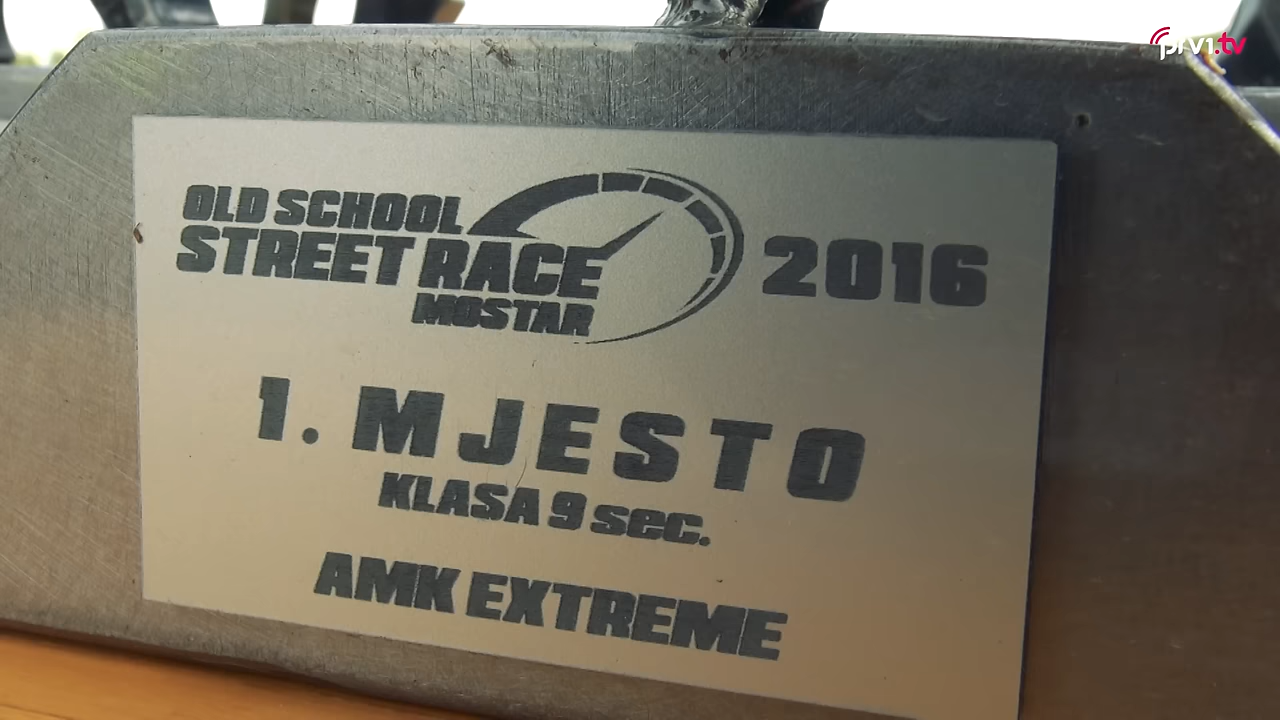 prv1.tv
OLD SCHOOL
STREET RACE
MOSTAR
2016
1. MJESTO
KLASA 9 sec.
AMK EXTREME